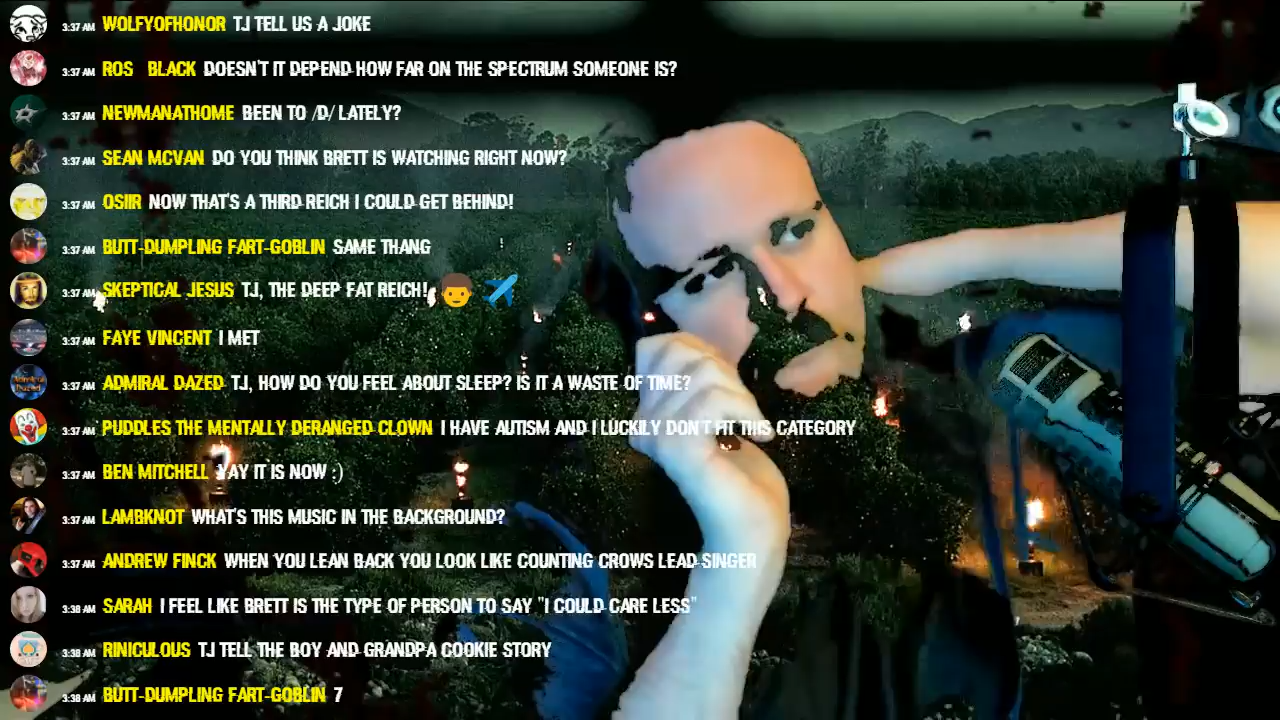 3:37 AM WOLFYOFHONOR TJ TELL US A JOKE
3:37 AM ROS BLACK DOESN'T IT DEPEND HOW FAR ON THE SPECTRUM SOMEONE IS?
3:37 AM NEWMANATHOME BEEN TO /D/ LATELY?
3:37 AM SEAN MCVAN DO YOU THINK BRETT IS WATCHING RIGHT NOW?
3:37 AM OSIIR NOW THAT'S A THIRD REICH I COULD GET BEHIND!
3:37 AM BUTT-DUMPLING FART-GOBLIN SAME THANG
3:37 AM SKEPTICAL JESUS TJ, THE DEEP FAT REICH! 👨 ✈️
3:37 AM FAYE VINCENT I MET
3:37 AM ADMIRAL DAZED TJ, HOW DO YOU FEEL ABOUT SLEEP? IS IT A WASTE OF TIME?
3:37 AM PUDDLES THE MENTALLY DERANGED CLOWN I HAVE AUTISM AND I LUCKILY DON'T FIT THIS CATEGORY
3:37 AM BEN MITCHELL YAY IT IS NOW :)
3:37 AM LAMBKNOT WHAT'S THIS MUSIC IN THE BACKGROUND?
3:37 AM ANDREW FINCK WHEN YOU LEAN BACK YOU LOOK LIKE COUNTING CROWS LEAD SINGER
3:38 AM SARAH I FEEL LIKE BRETT IS THE TYPE OF PERSON TO SAY "I COULD CARE LESS"
3:38 AM RINICULOUS TJ TELL THE BOY AND GRANDPA COOKIE STORY
3:38 AM BUTT-DUMPLING FART-GOBLIN 7